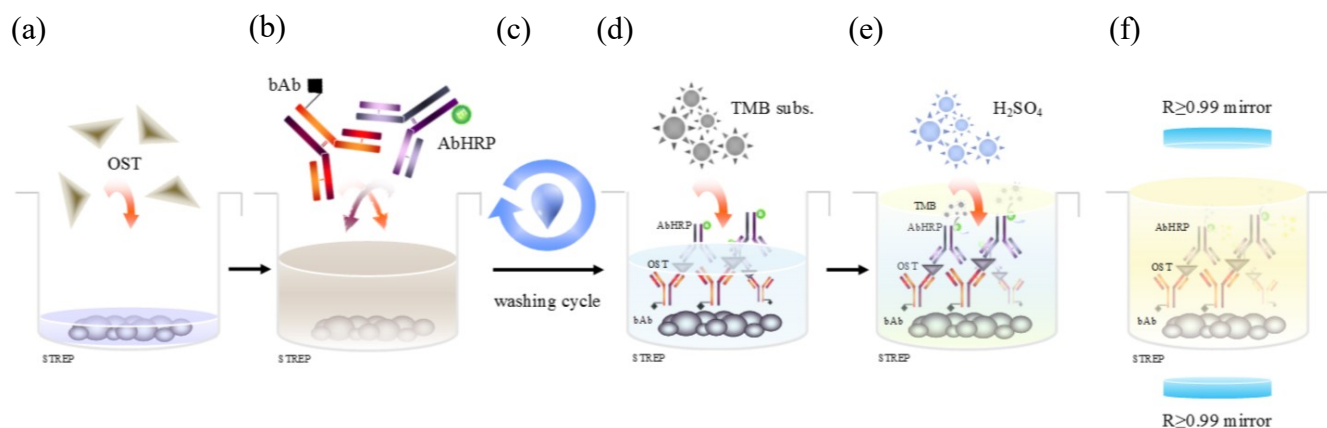 (a)
(b)
(c)
(d)
(e)
(f)
OST
STREP
bAb
AbHRP
STREP
washing cycle
TMB subs.
AbHRP
OST
bAb
STREP
H₂SO₄
TMB
AbHRP
OST
bAb
STREP
R≥0.99 mirror
AbHRP
OST
bAb
STREP
R≥0.99 mirror